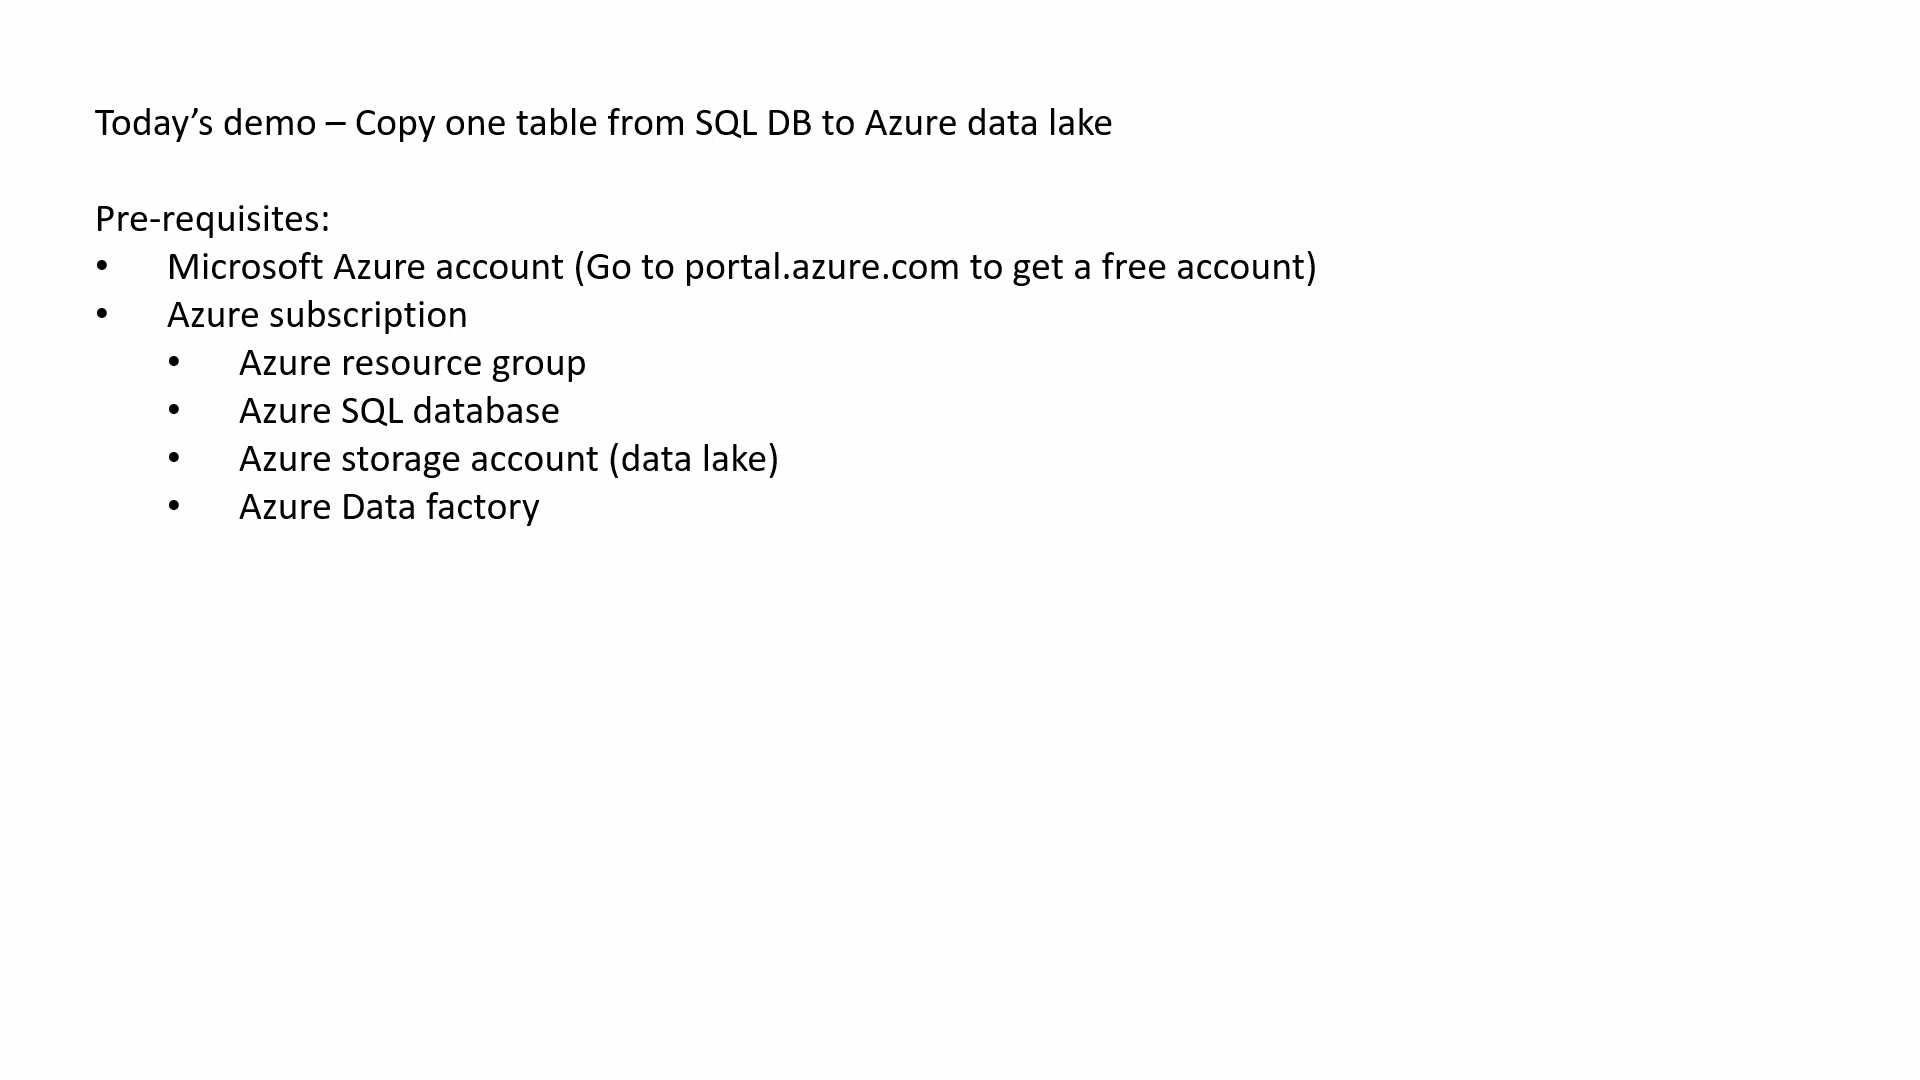 Today’s demo – Copy one table from SQL DB to Azure data lake
Pre-requisites:
• Microsoft Azure account (Go to portal.azure.com to get a free account)
• Azure subscription
• Azure resource group
• Azure SQL database
• Azure storage account (data lake)
• Azure Data factory